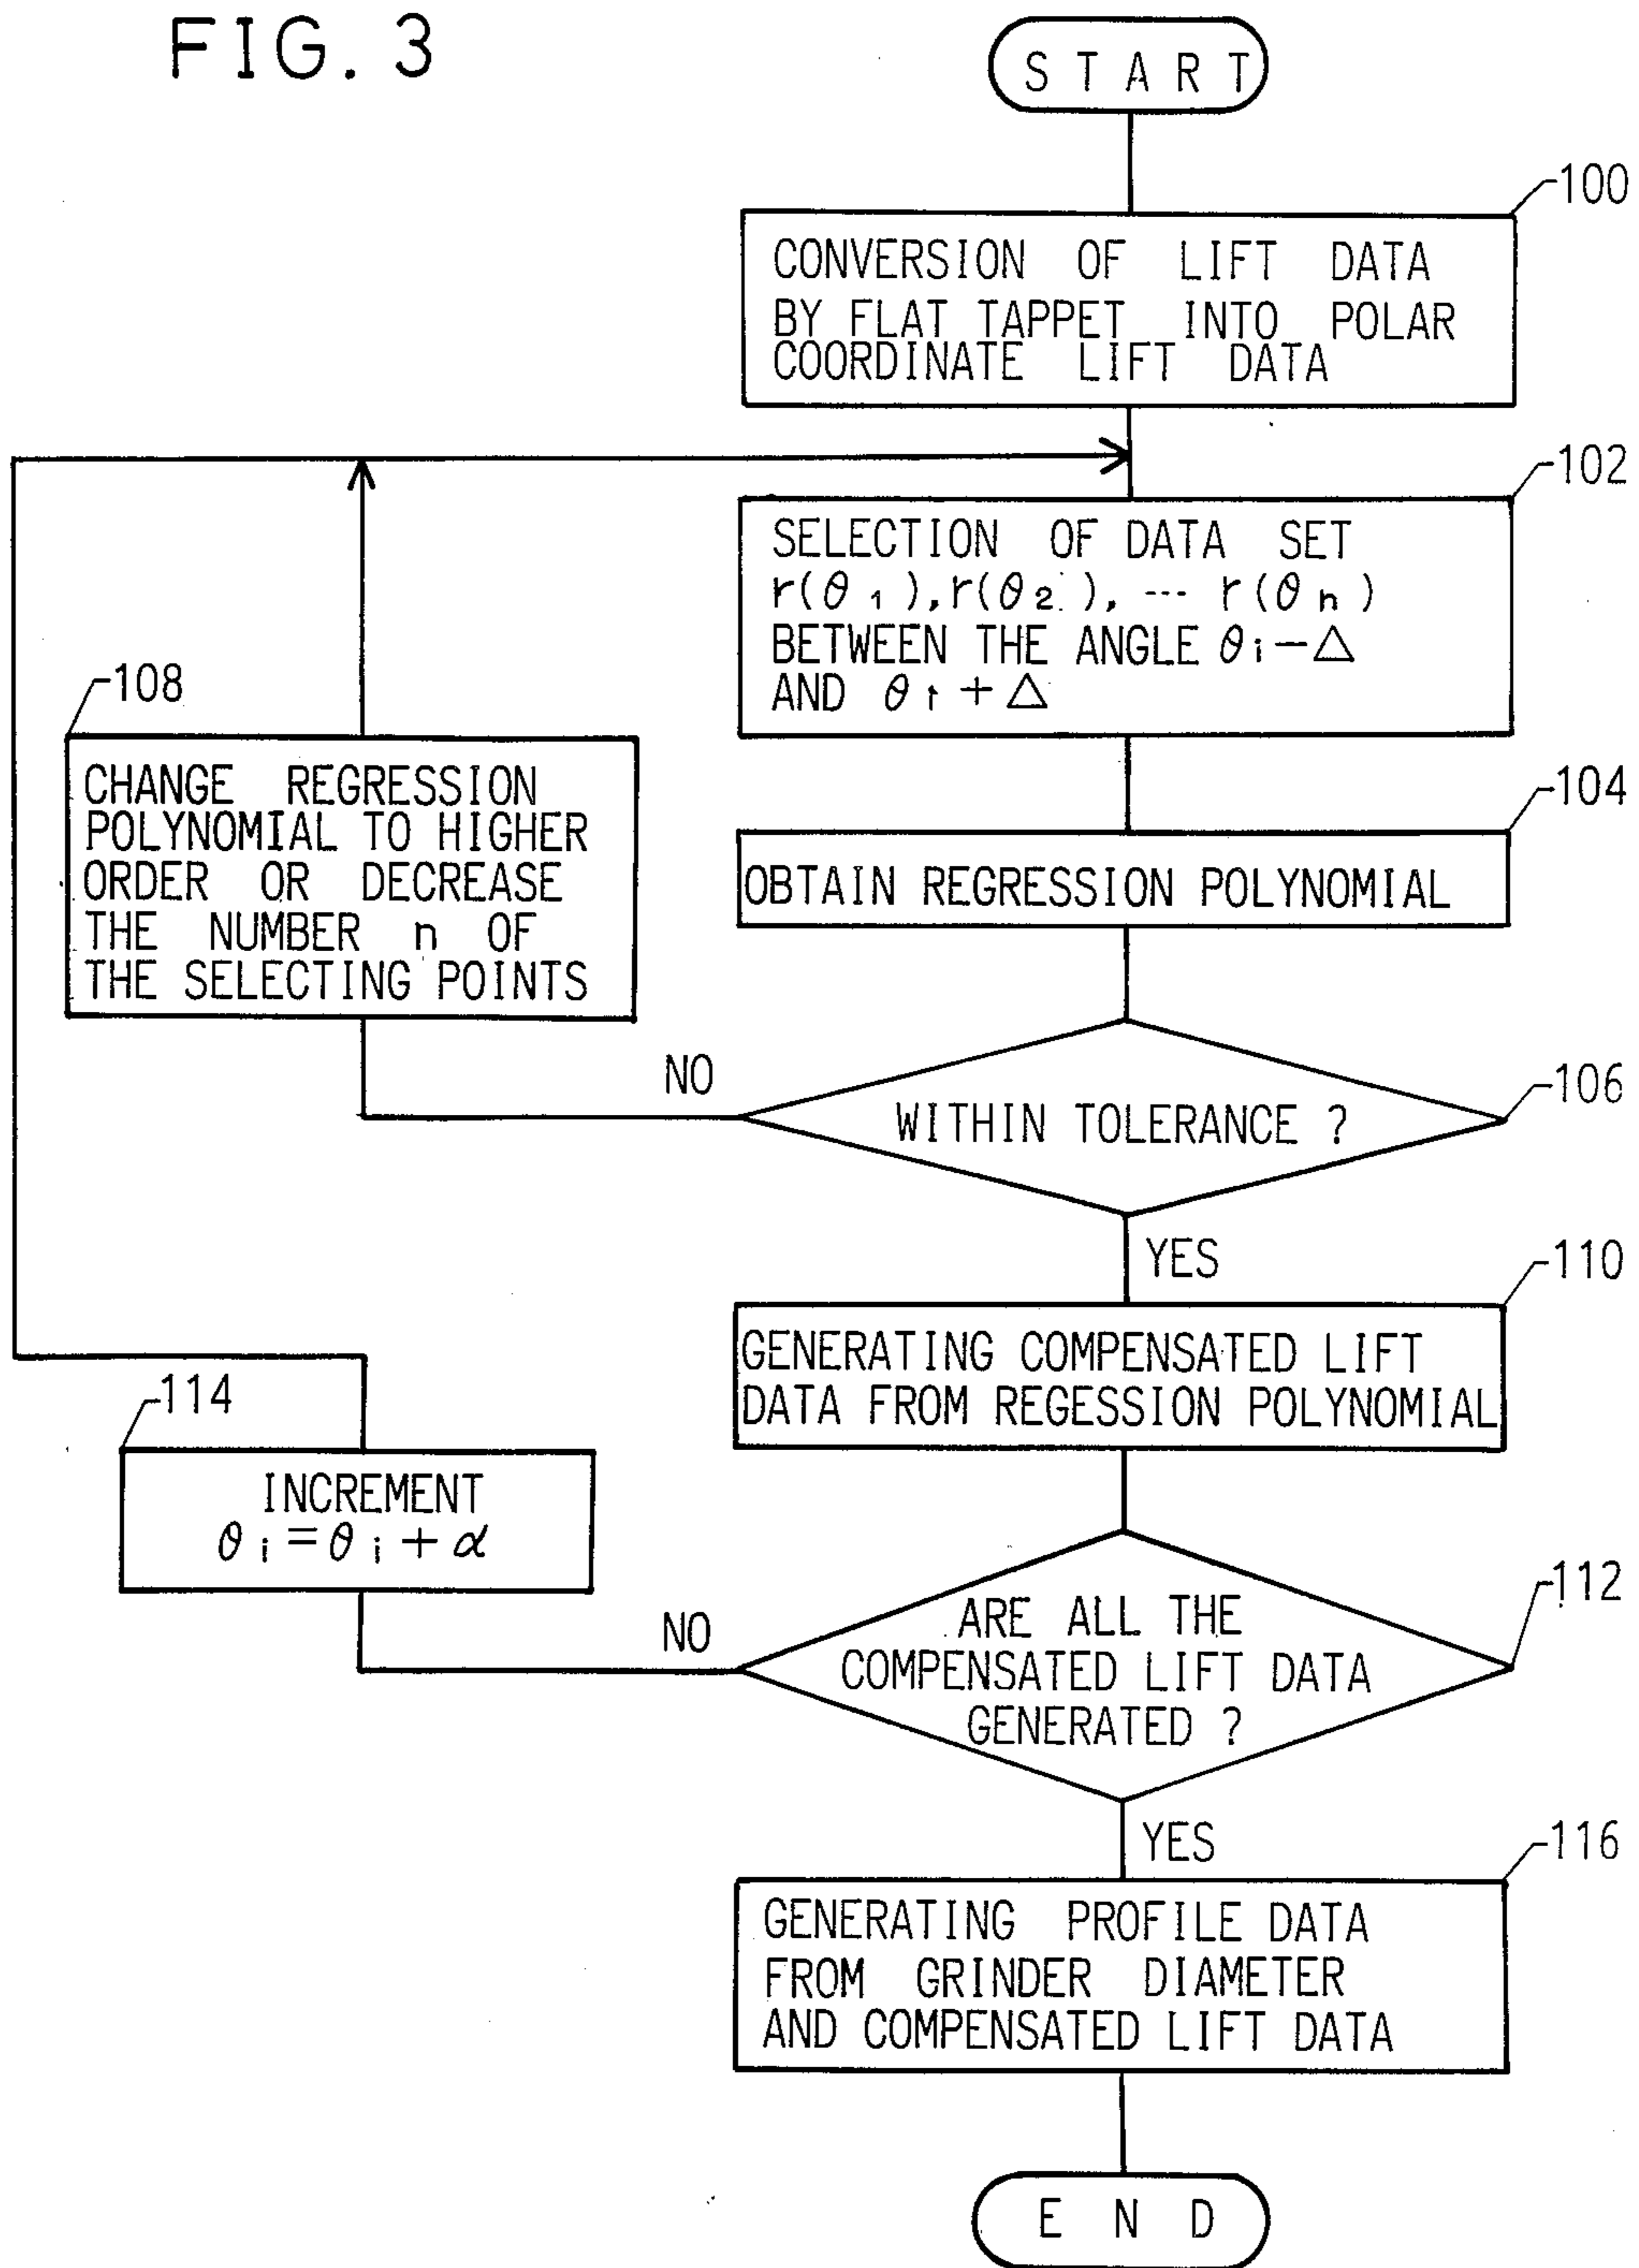 FIG. 3
START
100
CONVERSION OF LIFT DATA
BY FLAT TAPPET INTO POLAR
COORDINATE LIFT DATA
102
SELECTION OF DATA SET
r(θ1), r(θ2), --- r(θn)
BETWEEN THE ANGLE θi−△
AND θi+△
108
CHANGE REGRESSION
POLYNOMIAL TO HIGHER
ORDER OR DECREASE
THE NUMBER n OF
THE SELECTING POINTS
104
OBTAIN REGRESSION POLYNOMIAL
NO
106
WITHIN TOLERANCE ?
YES
110
GENERATING COMPENSATED LIFT
DATA FROM REGESSION POLYNOMIAL
114
INCREMENT
θi=θi+α
NO
112
ARE ALL THE
COMPENSATED LIFT DATA
GENERATED ?
YES
116
GENERATING PROFILE DATA
FROM GRINDER DIAMETER
AND COMPENSATED LIFT DATA
END